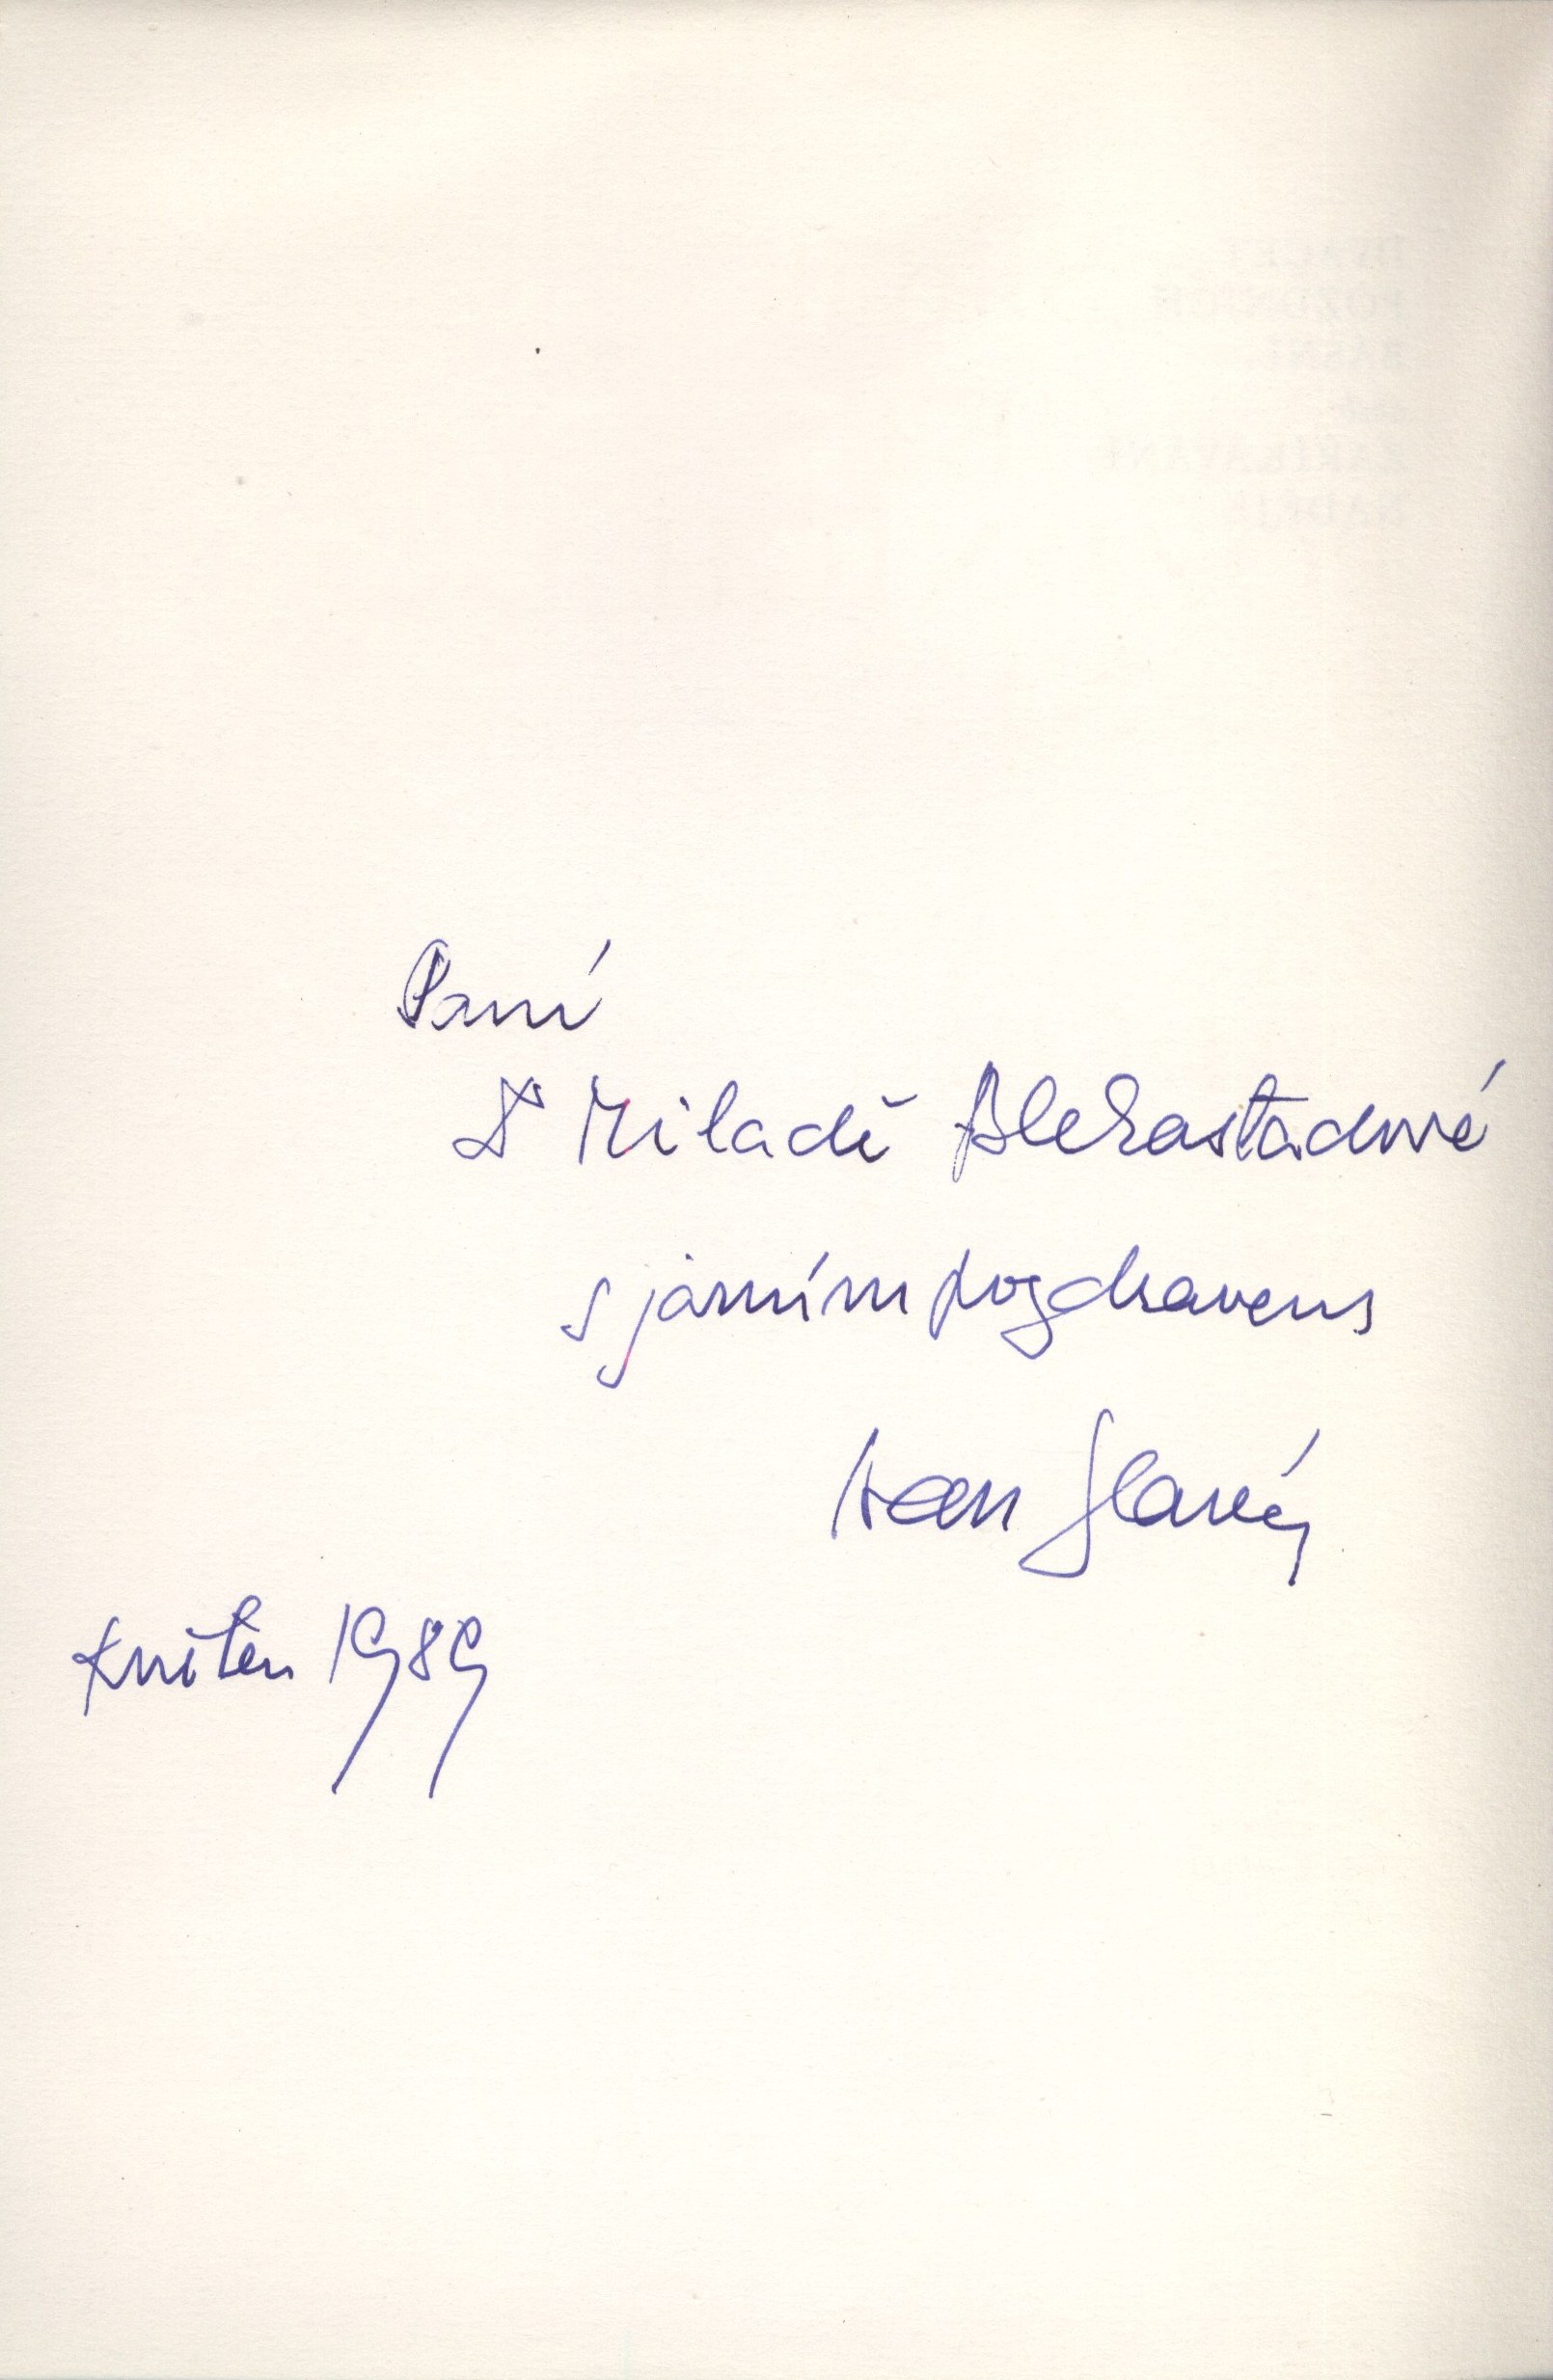 Paní
Dr Miladě Blekastadové
s jarním pozdravem
Ivan Slavík
květen 1989